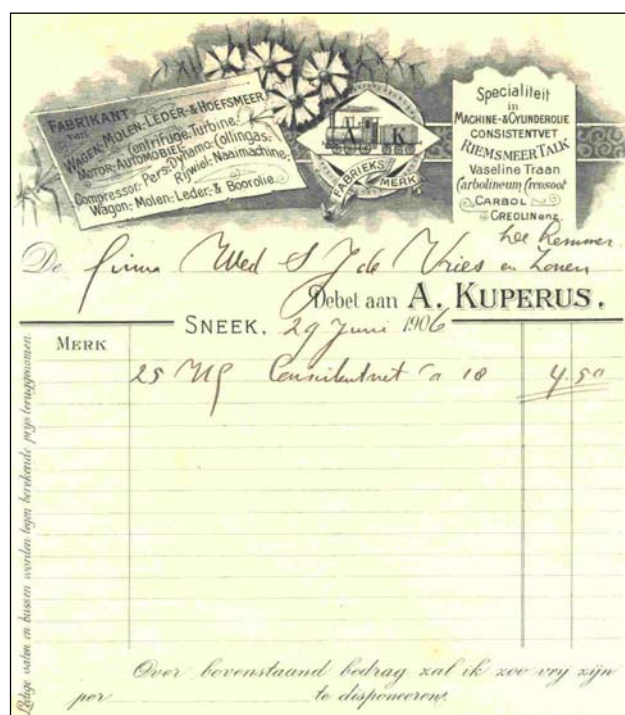 FABRIKANT
van
WAGEN-MOLEN-LEDER-& HOEFSMEER.
Centrifuge-Turbine-
MOTOR-AUTOMOBIEL-
Compressor-Pers-Dynamo-Collingas-
Rijwiel-Naaimachine-
Wagon-Molen-Leder-& Boorolie.
A K
FABRIEKS
MERK
Specialiteit
in
MACHINE-& CYLINDEROLIE
CONSISTENTVET
RIEMSMEER TALK
Vaseline Traan
Carbolineum Creosoot
CARBOL
CREOLIN enz.
De firma Wed S J de Vries en Zonen
Debet aan A. KUPERUS.
SNEEK, 29 Juni 1906
MERK
25 Consistentvet a 18 4.50
Ledige vaten en bussen worden tegen berekende prijs teruggenomen.
Over bovenstaand bedrag zal ik zoo vrij zijn
per te disponeeren.